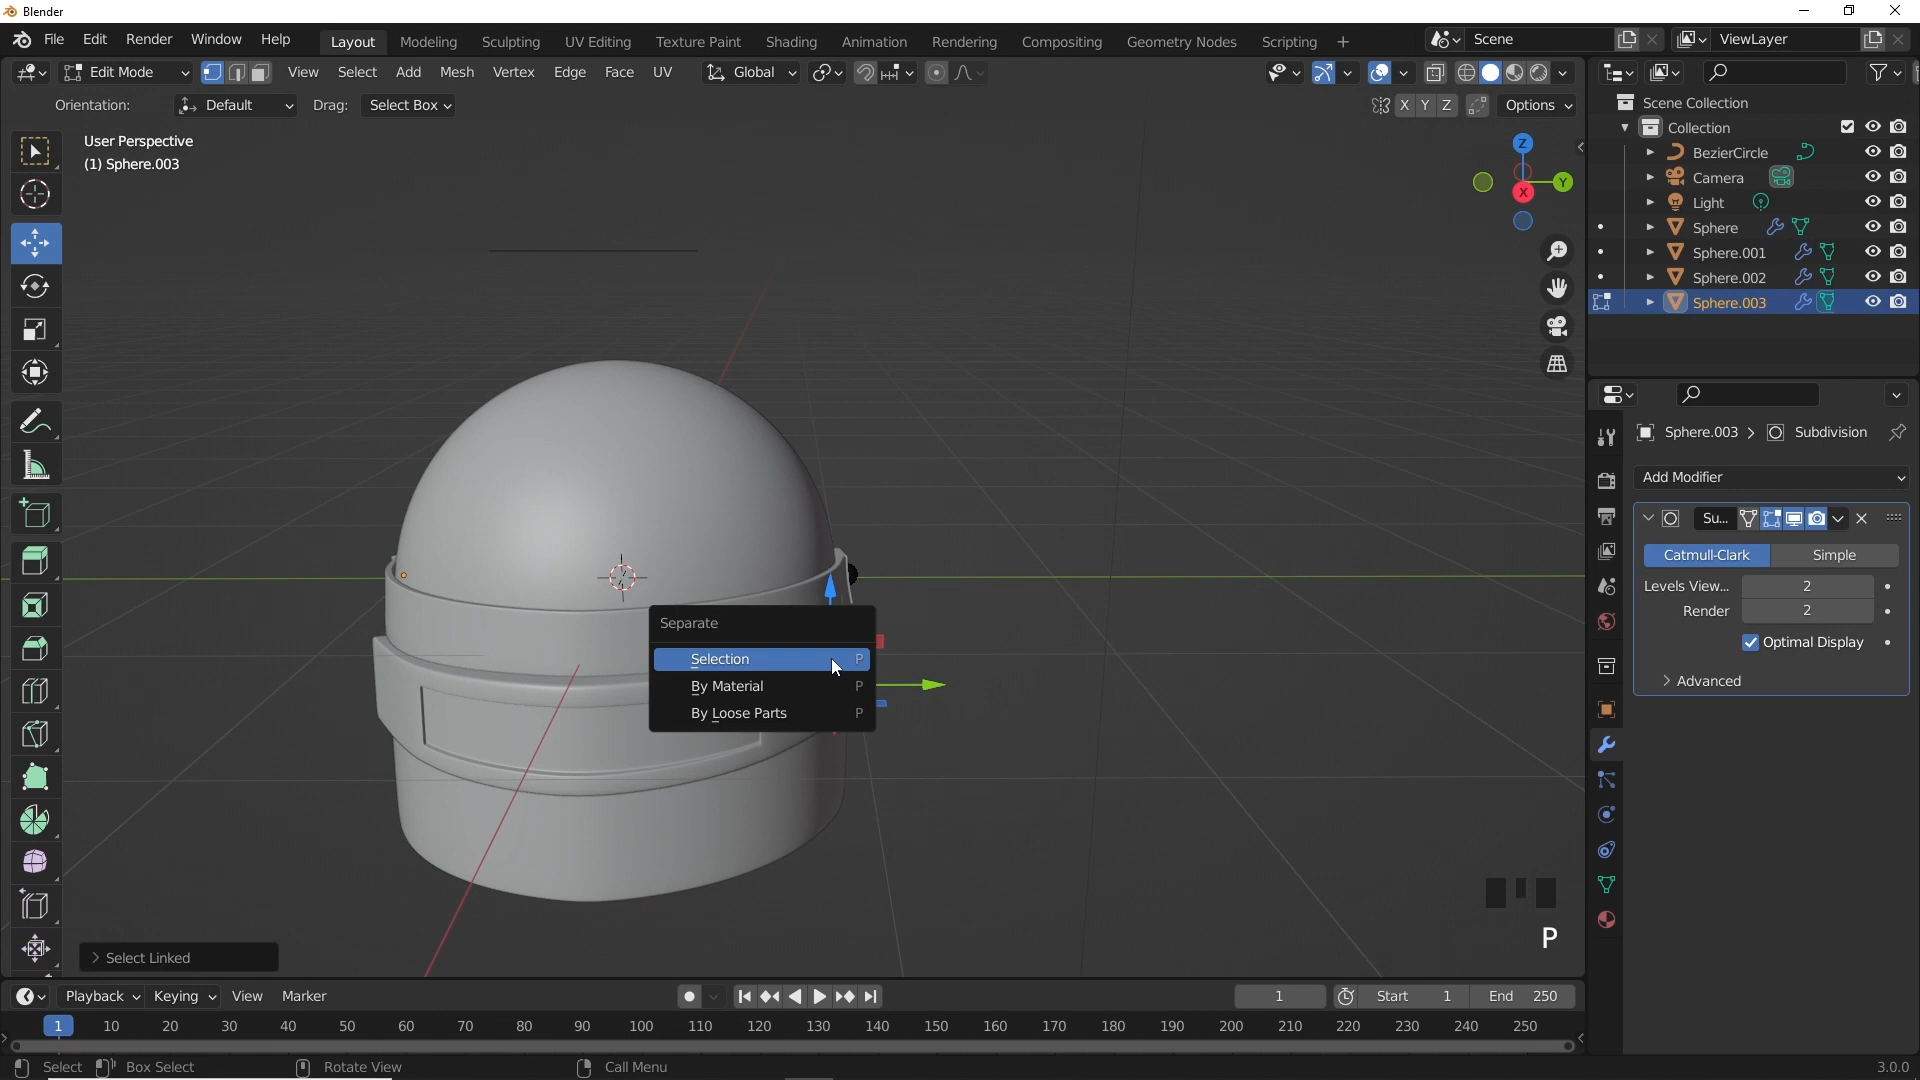 Blender
File Edit Render Window Help
Layout Modeling Sculpting UV Editing Texture Paint Shading Animation Rendering Compositing Geometry Nodes Scripting +
Scene
ViewLayer
Edit Mode View Select Add Mesh Vertex Edge Face UV Global
Orientation: Default Drag: Select Box
X Y Z Options
User Perspective
(1) Sphere.003
Z
Y
X
Scene Collection
Collection
BezierCircle
Camera
Light
Sphere
Sphere.001
Sphere.002
Sphere.003
Sphere.003 > Subdivision
Add Modifier
Su...
Catmull-Clark Simple
Levels View... 2
Render 2
Optimal Display
Advanced
Separate
Selection P
By Material P
By Loose Parts P
P
Select Linked
Playback Keying View Marker
1 Start 1 End 250
1 10 20 30 40 50 60 70 80 90 100 110 120 130 140 150 160 170 180 190 200 210 220 230 240 250
Select Box Select Rotate View Call Menu 3.0.0